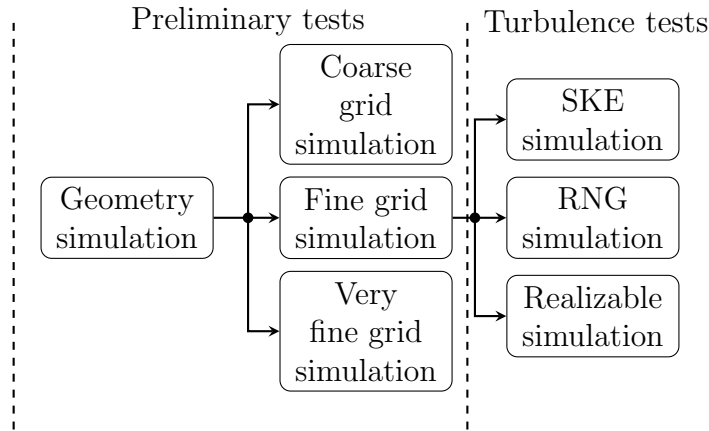 Preliminary tests
Turbulence tests
Geometry
simulation
Coarse
grid
simulation
Fine grid
simulation
Very
fine grid
simulation
SKE
simulation
RNG
simulation
Realizable
simulation